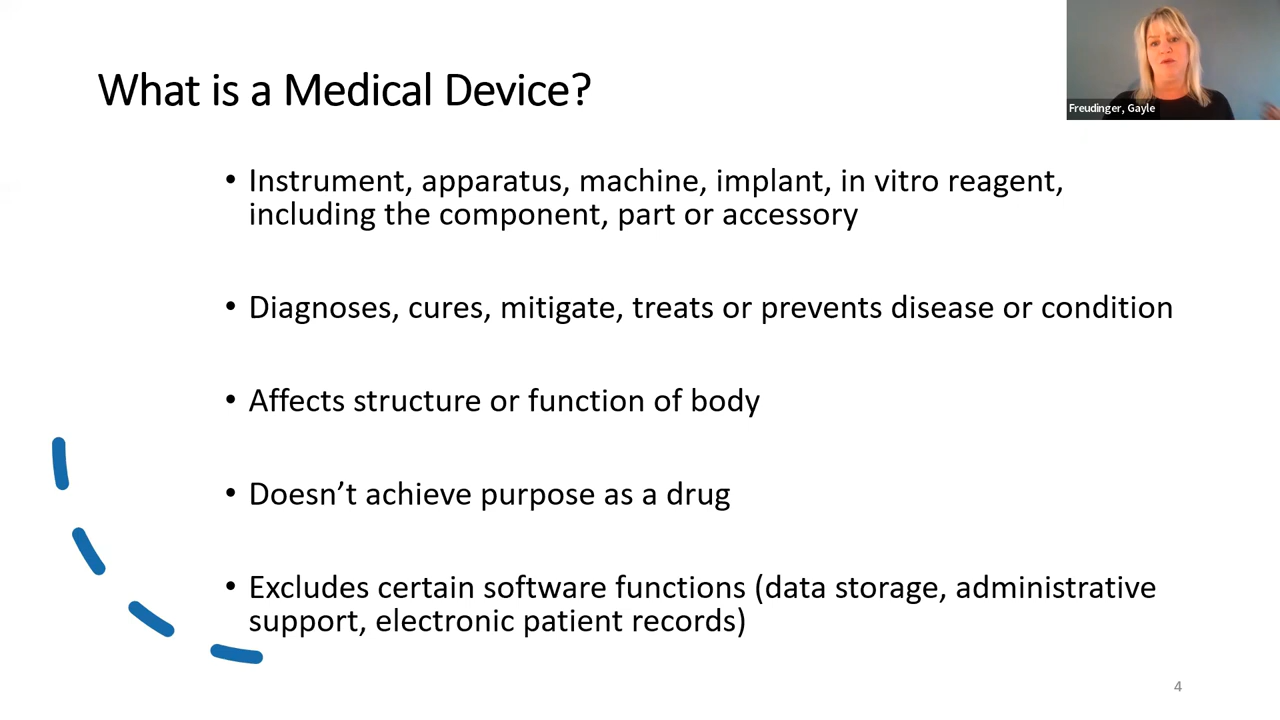 What is a Medical Device?
Freudinger, Gayle
• Instrument, apparatus, machine, implant, in vitro reagent,
including the component, part or accessory
• Diagnoses, cures, mitigate, treats or prevents disease or condition
• Affects structure or function of body
• Doesn’t achieve purpose as a drug
• Excludes certain software functions (data storage, administrative
support, electronic patient records)
4